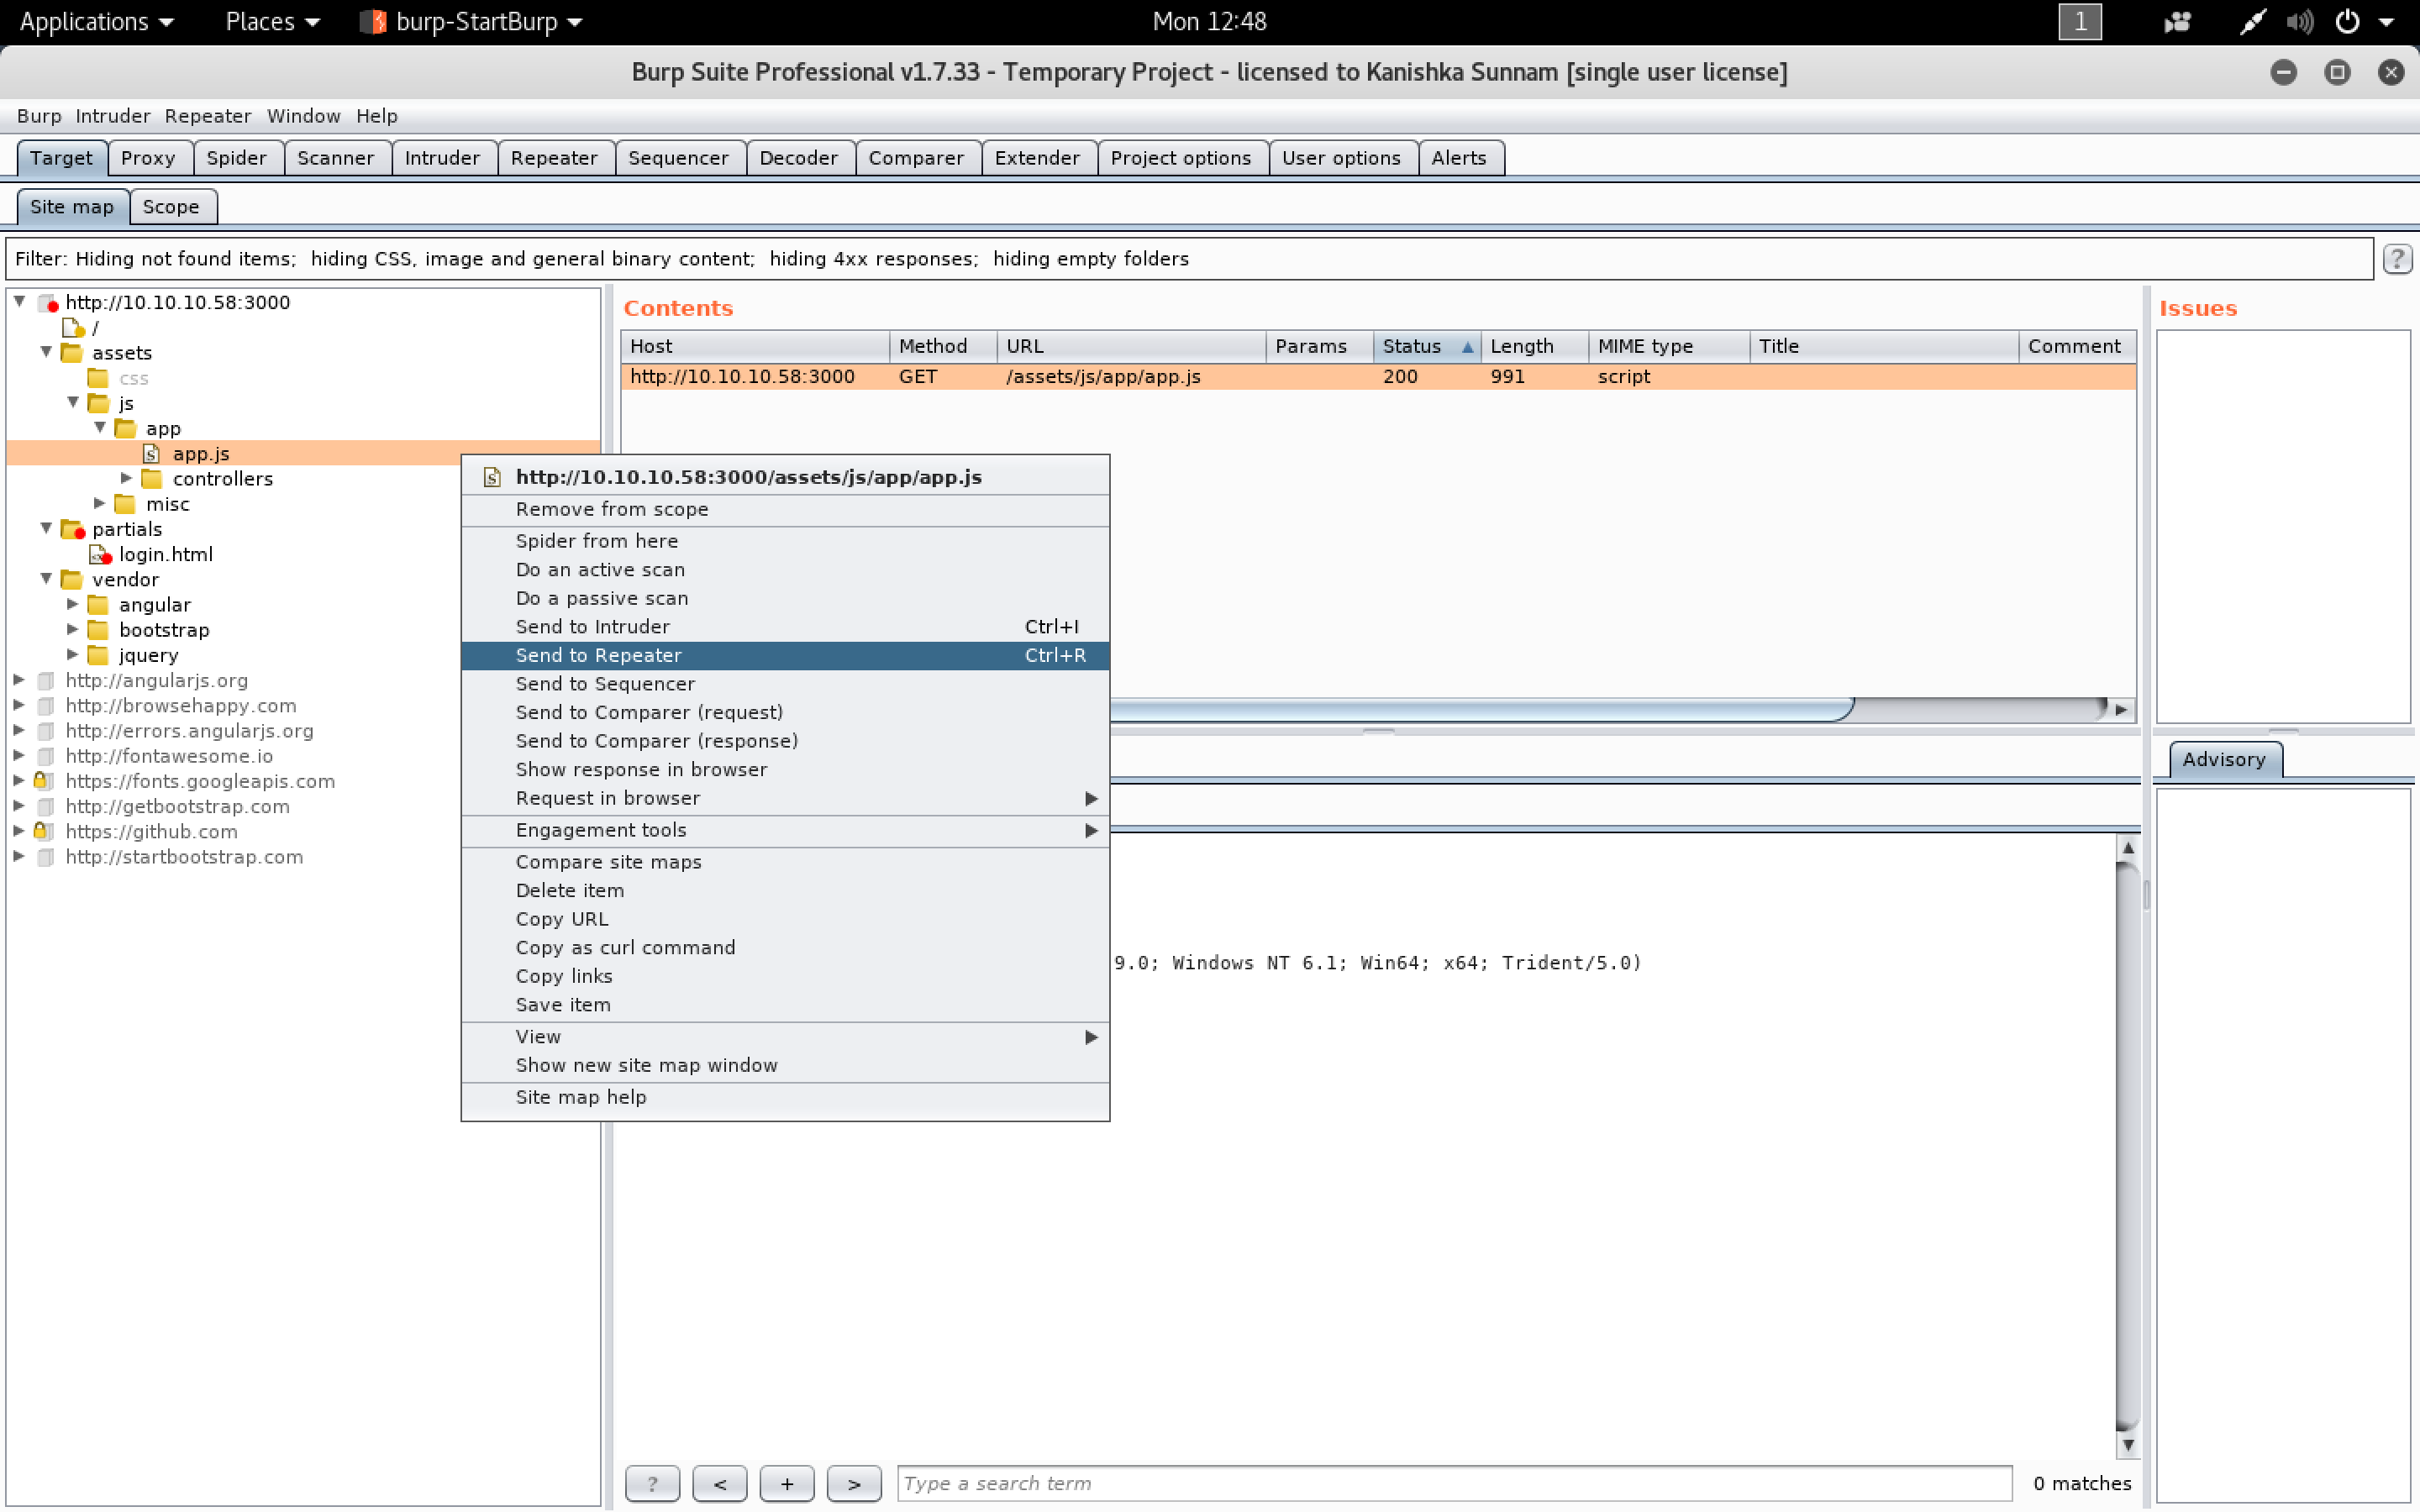 Applications Places burp-StartBurp Mon 12:48 1
Burp Suite Professional v1.7.33 - Temporary Project - licensed to Kanishka Sunnam [single user license]
Burp Intruder Repeater Window Help
Target Proxy Spider Scanner Intruder Repeater Sequencer Decoder Comparer Extender Project options User options Alerts
Site map Scope
Filter: Hiding not found items; hiding CSS, image and general binary content; hiding 4xx responses; hiding empty folders ?
http://10.10.10.58:3000
/
assets
css
js
app
app.js
controllers
misc
partials
login.html
vendor
angular
bootstrap
jquery
http://angularjs.org
http://browsehappy.com
http://errors.angularjs.org
http://fontawesome.io
https://fonts.googleapis.com
http://getbootstrap.com
https://github.com
http://startbootstrap.com
Contents
Host Method URL Params Status Length MIME type Title Comment
http://10.10.10.58:3000 GET /assets/js/app/app.js 200 991 script
http://10.10.10.58:3000/assets/js/app/app.js
Remove from scope
Spider from here
Do an active scan
Do a passive scan
Send to Intruder Ctrl+I
Send to Repeater Ctrl+R
Send to Sequencer
Send to Comparer (request)
Send to Comparer (response)
Show response in browser
Request in browser
Engagement tools
Compare site maps
Delete item
Copy URL
Copy as curl command
Copy links
Save item
View
Show new site map window
Site map help
9.0; Windows NT 6.1; Win64; x64; Trident/5.0)
? < + > Type a search term 0 matches
Issues
Advisory